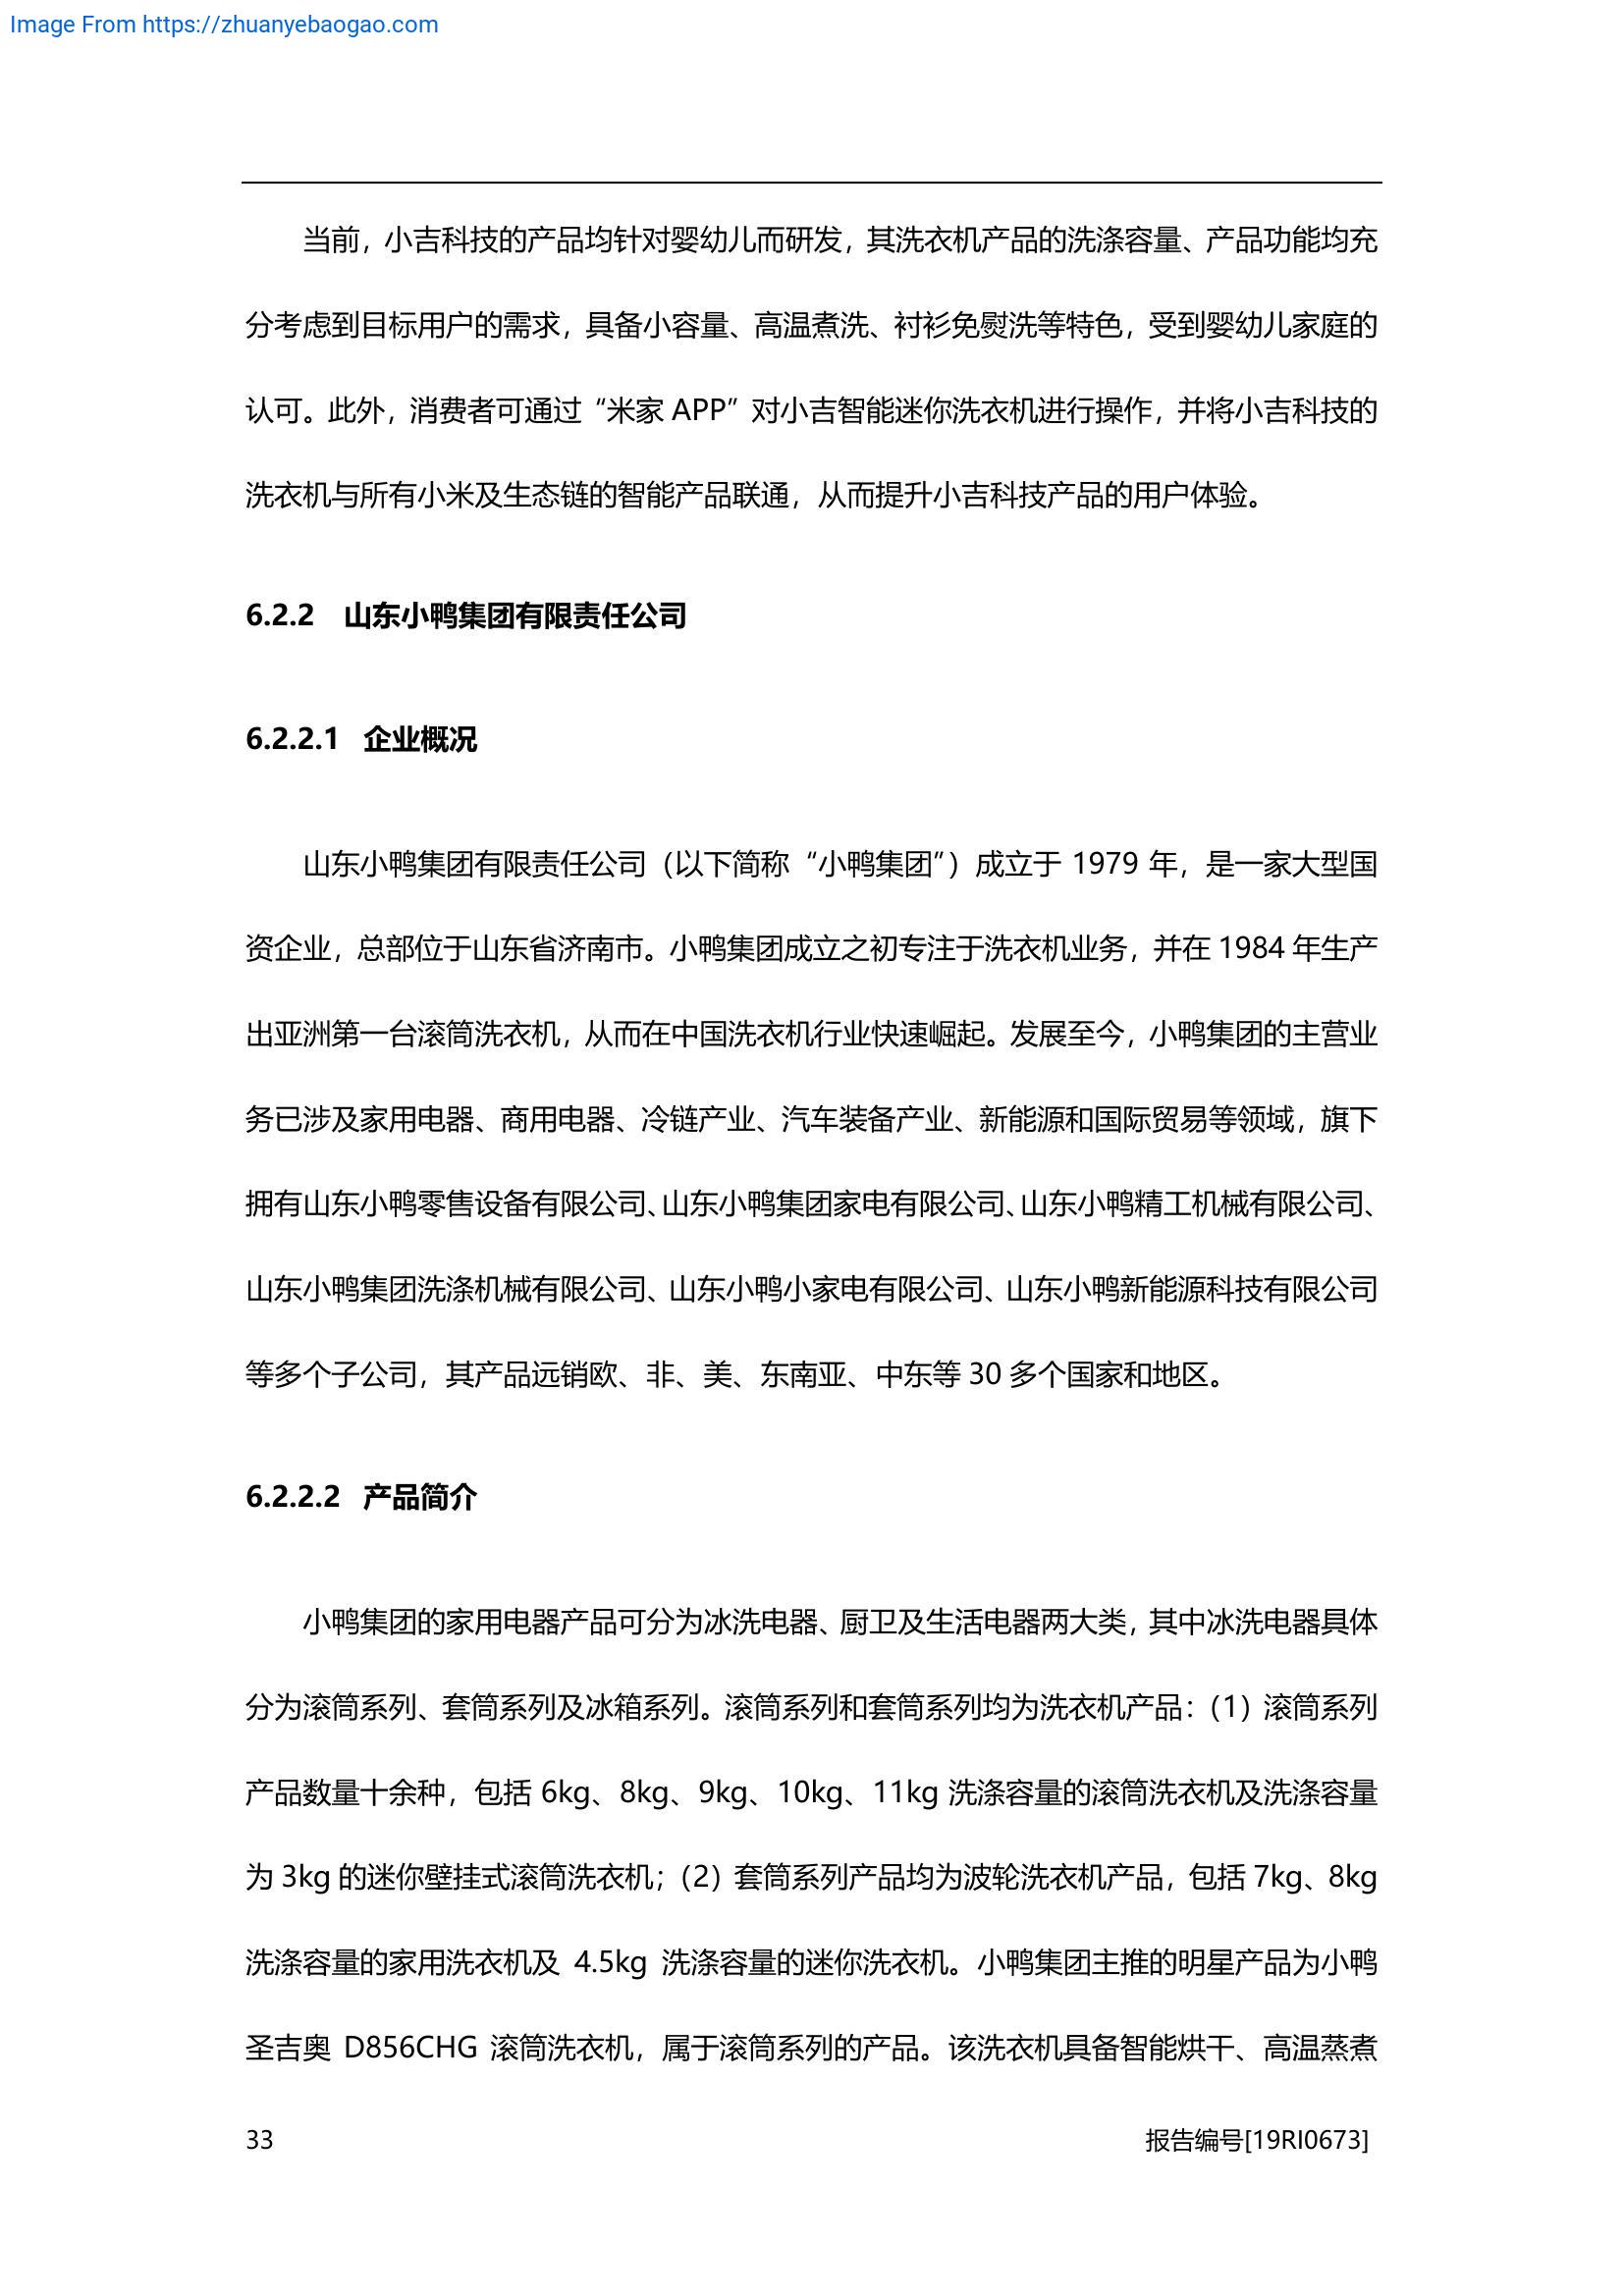 Image From https://zhuanyebaogao.com
当前，小吉科技的产品均针对婴幼儿而研发，其洗衣机产品的洗涤容量、产品功能均充
分考虑到目标用户的需求，具备小容量、高温煮洗、衬衫免熨洗等特色，受到婴幼儿家庭的
认可。此外，消费者可通过“米家 APP”对小吉智能迷你洗衣机进行操作，并将小吉科技的
洗衣机与所有小米及生态链的智能产品联通，从而提升小吉科技产品的用户体验。
6.2.2 山东小鸭集团有限责任公司
6.2.2.1 企业概况
山东小鸭集团有限责任公司（以下简称“小鸭集团”）成立于 1979 年，是一家大型国
资企业，总部位于山东省济南市。小鸭集团成立之初专注于洗衣机业务，并在 1984 年生产
出亚洲第一台滚筒洗衣机，从而在中国洗衣机行业快速崛起。发展至今，小鸭集团的主营业
务已涉及家用电器、商用电器、冷链产业、汽车装备产业、新能源和国际贸易等领域，旗下
拥有山东小鸭零售设备有限公司、山东小鸭集团家电有限公司、山东小鸭精工机械有限公司、
山东小鸭集团洗涤机械有限公司、山东小鸭小家电有限公司、山东小鸭新能源科技有限公司
等多个子公司，其产品远销欧、非、美、东南亚、中东等 30 多个国家和地区。
6.2.2.2 产品简介
小鸭集团的家用电器产品可分为冰洗电器、厨卫及生活电器两大类，其中冰洗电器具体
分为滚筒系列、套筒系列及冰箱系列。滚筒系列和套筒系列均为洗衣机产品：（1）滚筒系列
产品数量十余种，包括 6kg、8kg、9kg、10kg、11kg 洗涤容量的滚筒洗衣机及洗涤容量
为 3kg 的迷你壁挂式滚筒洗衣机；（2）套筒系列产品均为波轮洗衣机产品，包括 7kg、8kg
洗涤容量的家用洗衣机及 4.5kg 洗涤容量的迷你洗衣机。小鸭集团主推的明星产品为小鸭
圣吉奥 D856CHG 滚筒洗衣机，属于滚筒系列的产品。该洗衣机具备智能烘干、高温蒸煮
33 报告编号[19RI0673]